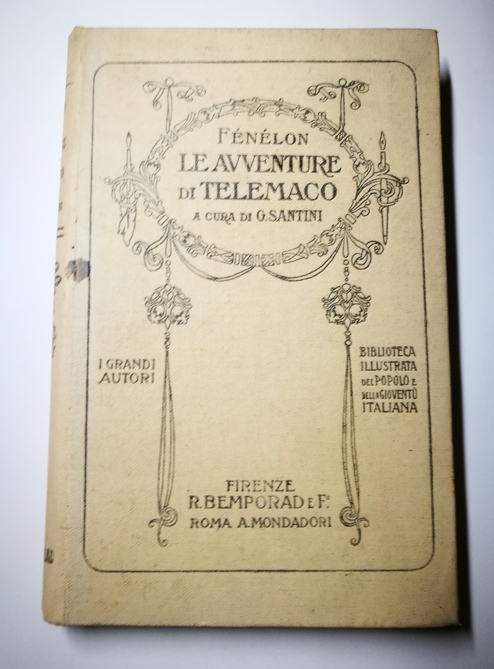 FÉNÉLON
LE AVVENTURE
DI TELEMACO
A CURA DI G. SANTINI
I GRANDI
AUTORI
BIBLIOTECA
ILLUSTRATA
DEL POPOLO E
DELLA GIOVENTÙ
ITALIANA
FIRENZE
R. BEMPORAD E F.º
ROMA A. MONDADORI